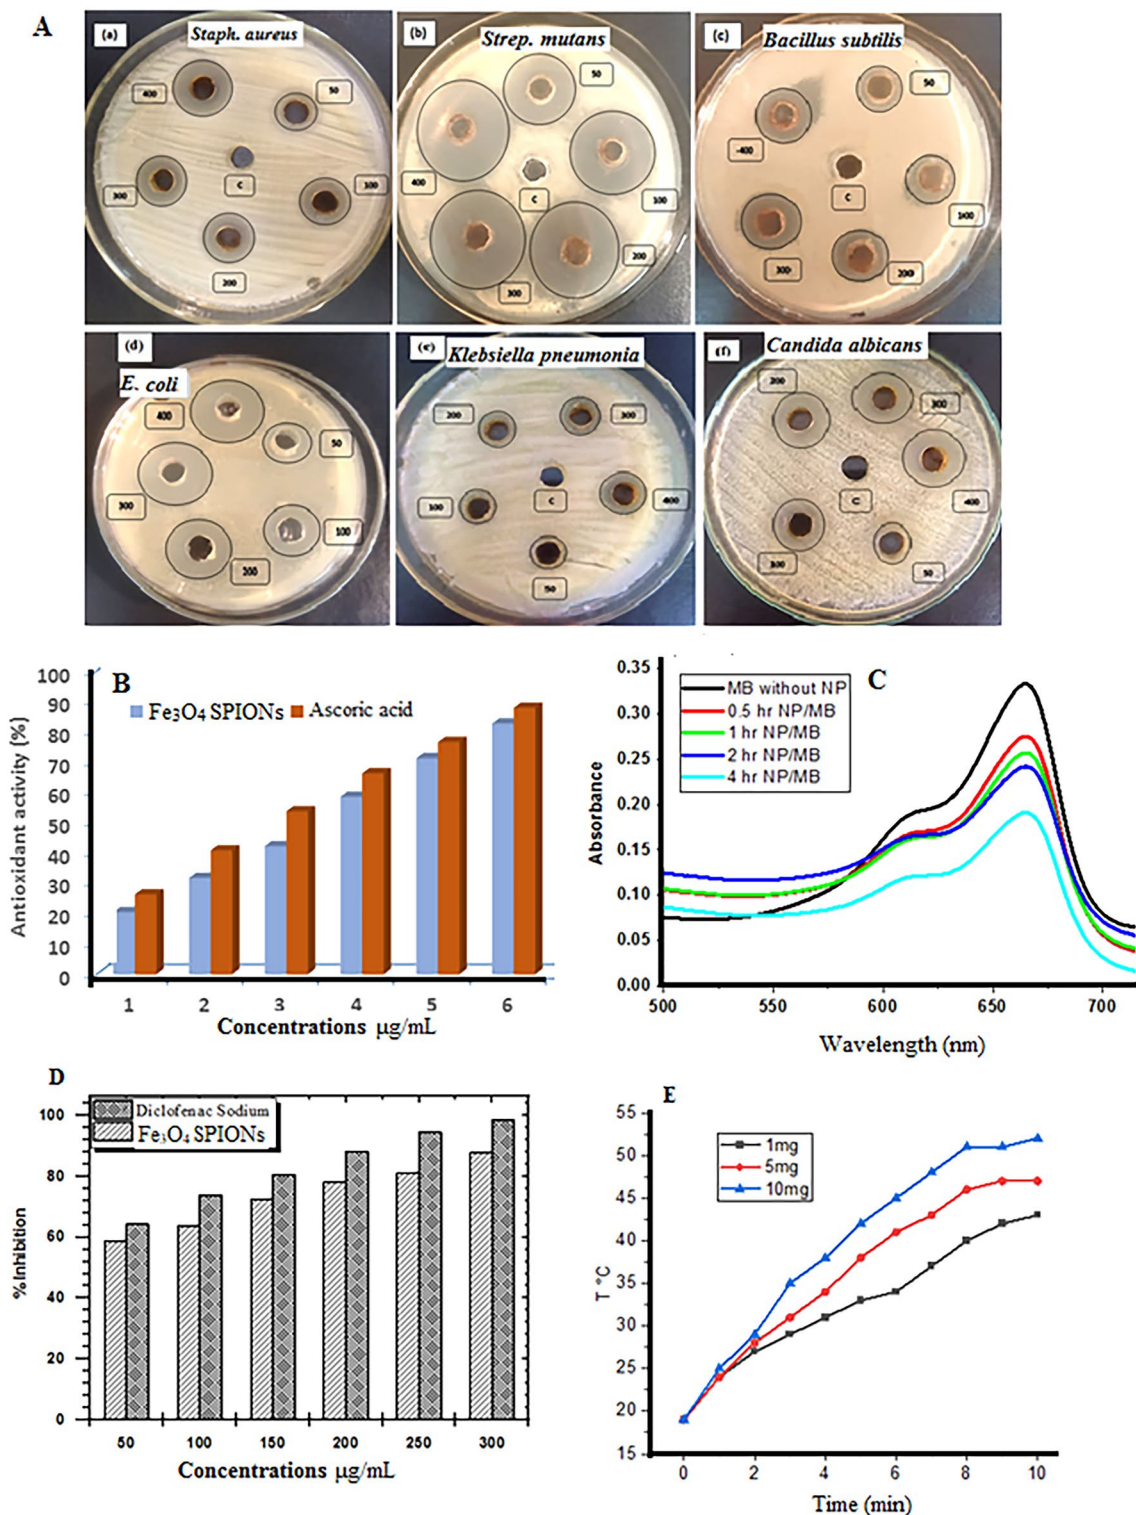 A
(a)
Staph. aureus
400
50
300
C
100
200
(b)
Strep. mutans
50
400
C
100
200
300
(c)
Bacillus subtilis
50
400
C
100
300
200
(d)
E. coli
400
50
300
100
200
(e)
Klebsiella pneumonia
200
300
100
C
400
50
(f)
Candida albicans
200
300
C
400
50
B
Antioxidant activity (%)
100
90
80
70
60
50
40
30
20
10
0
Fe3O4 SPIONs
Ascoric acid
1 2 3 4 5 6
Concentrations µg/mL
C
Absorbance
0.35
0.30
0.25
0.20
0.15
0.10
0.05
0.00
MB without NP
0.5 hr NP/MB
1 hr NP/MB
2 hr NP/MB
4 hr NP/MB
500 550 600 650 700
Wavelength (nm)
D
%Inhibition
100
80
60
40
20
0
Diclofenac Sodium
Fe3O4 SPIONs
50 100 150 200 250 300
Concentrations µg/mL
E
T °C
55
50
45
40
35
30
25
20
15
1mg
5mg
10mg
0 2 4 6 8 10
Time (min)